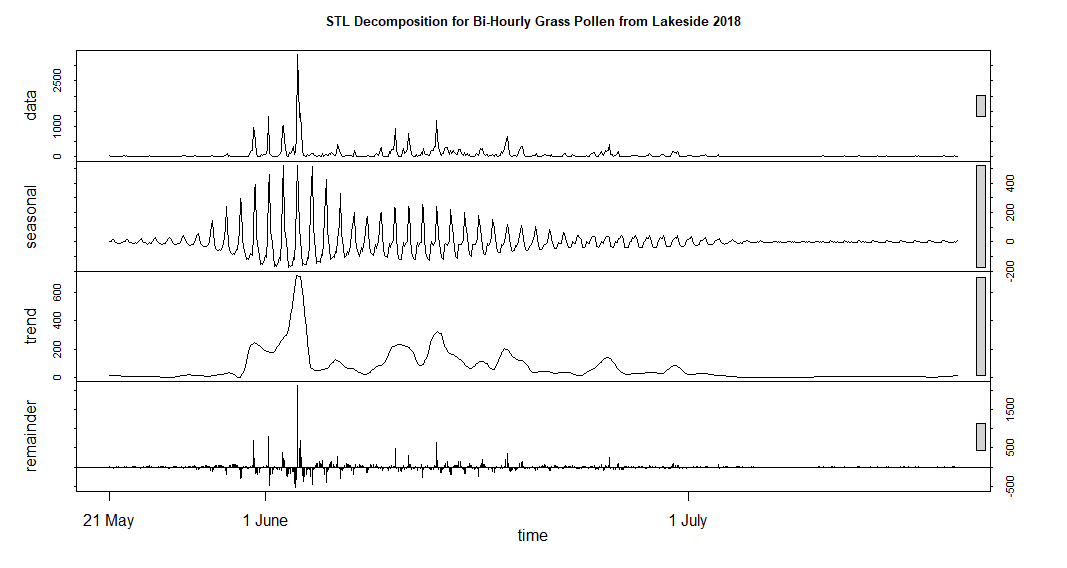 STL Decomposition for Bi-Hourly Grass Pollen from Lakeside 2018
data
0 1000 2500
seasonal
-200 0 200 400
trend
0 200 400 600
remainder
-500 500 1500
21 May 1 June 1 July
time